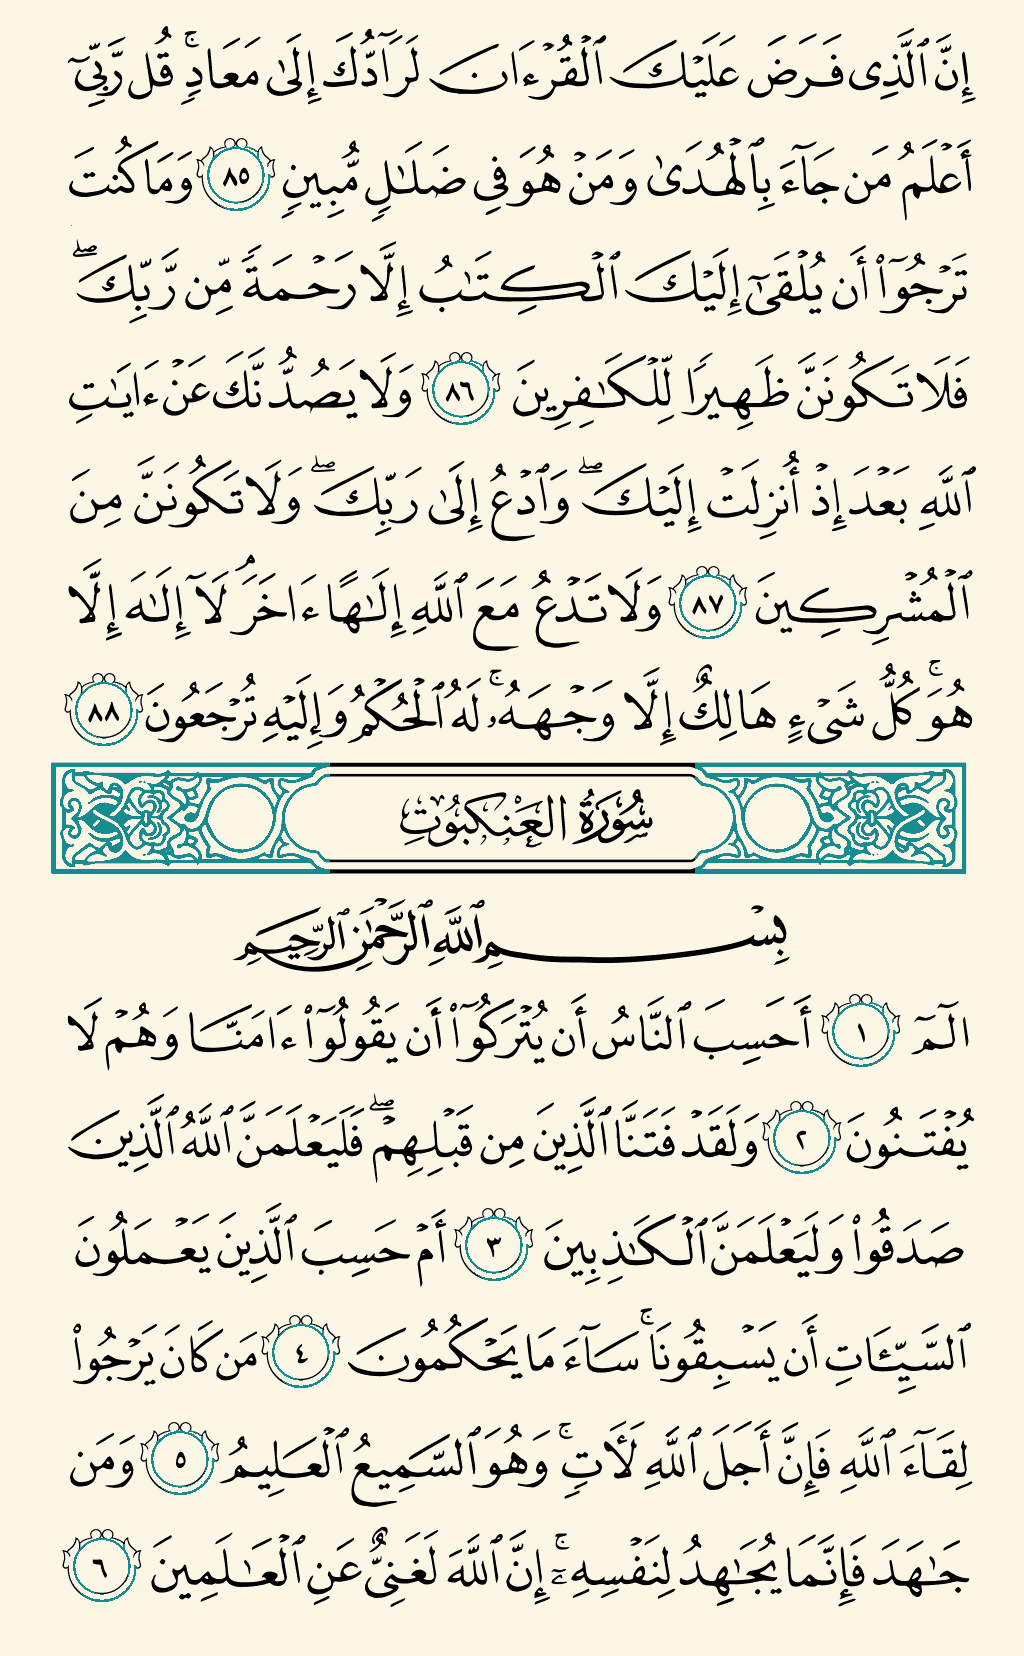 إِنَّ ٱلَّذِى فَرَضَ عَلَيْكَ ٱلْقُرْءَانَ لَرَآدُّكَ إِلَىٰ مَعَادٍۚ قُل رَّبِّىٓ
أَعْلَمُ مَن جَآءَ بِٱلْهُدَىٰ وَمَنْ هُوَ فِى ضَلَـٰلٍ مُّبِينٍ ٨٥ وَمَا كُنتَ
تَرْجُوٓا۟ أَن يُلْقَىٰٓ إِلَيْكَ ٱلْكِتَـٰبُ إِلَّا رَحْمَةً مِّن رَّبِّكَۖ
فَلَا تَكُونَنَّ ظَهِيرًا لِّلْكَـٰفِرِينَ ٨٦ وَلَا يَصُدُّنَّكَ عَنْ ءَايَـٰتِ
ٱللَّهِ بَعْدَ إِذْ أُنزِلَتْ إِلَيْكَۖ وَٱدْعُ إِلَىٰ رَبِّكَۖ وَلَا تَكُونَنَّ مِنَ
ٱلْمُشْرِكِينَ ٨٧ وَلَا تَدْعُ مَعَ ٱللَّهِ إِلَـٰهًا ءَاخَرَۘ لَآ إِلَـٰهَ إِلَّا
هُوَۚ كُلُّ شَىْءٍ هَالِكٌ إِلَّا وَجْهَهُۥۚ لَهُ ٱلْحُكْمُ وَإِلَيْهِ تُرْجَعُونَ ٨٨
سُورَةُ العَنْكَبُوتِ
بِسْمِ ٱللَّهِ ٱلرَّحْمَـٰنِ ٱلرَّحِيمِ
الٓمٓ ١ أَحَسِبَ ٱلنَّاسُ أَن يُتْرَكُوٓا۟ أَن يَقُولُوٓا۟ ءَامَنَّا وَهُمْ لَا
يُفْتَنُونَ ٢ وَلَقَدْ فَتَنَّا ٱلَّذِينَ مِن قَبْلِهِمْۖ فَلَيَعْلَمَنَّ ٱللَّهُ ٱلَّذِينَ
صَدَقُوا۟ وَلَيَعْلَمَنَّ ٱلْكَـٰذِبِينَ ٣ أَمْ حَسِبَ ٱلَّذِينَ يَعْمَلُونَ
ٱلسَّيِّـَٔاتِ أَن يَسْبِقُونَاۚ سَآءَ مَا يَحْكُمُونَ ٤ مَن كَانَ يَرْجُوا۟
لِقَآءَ ٱللَّهِ فَإِنَّ أَجَلَ ٱللَّهِ لَـَٔاتٍۚ وَهُوَ ٱلسَّمِيعُ ٱلْعَلِيمُ ٥ وَمَن
جَـٰهَدَ فَإِنَّمَا يُجَـٰهِدُ لِنَفْسِهِۦٓۚ إِنَّ ٱللَّهَ لَغَنِىٌّ عَنِ ٱلْعَـٰلَمِينَ ٦